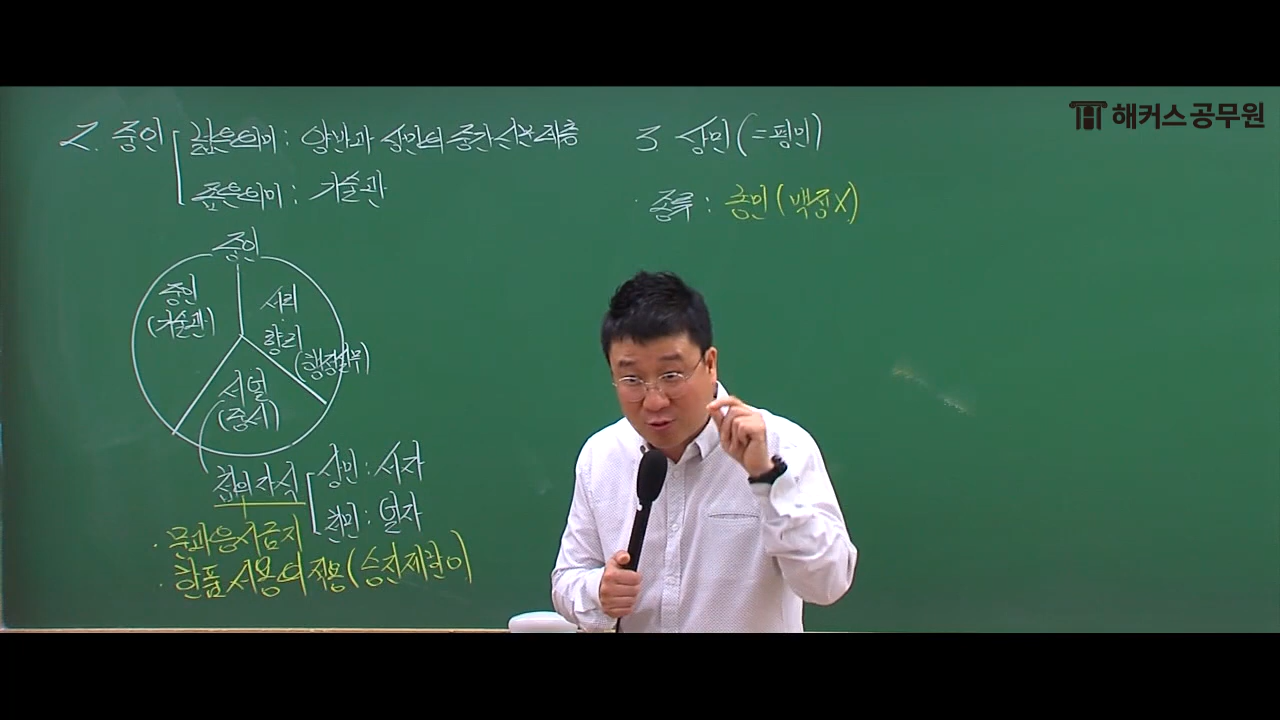 해커스공무원
2. 중인
넓은의미: 양반과 상민의 중간 신분계층
좁은의미: 기술관
중인
중인
(기술관)
서리
향리
(행정실무)
서얼
(중서)
첩의 자식
상민: 서자
천민: 얼자
· 문과응시금지
· 한품서용의 적용(승진제한 O)
3 상민(=평민)
· 종류: 농민(백정X)